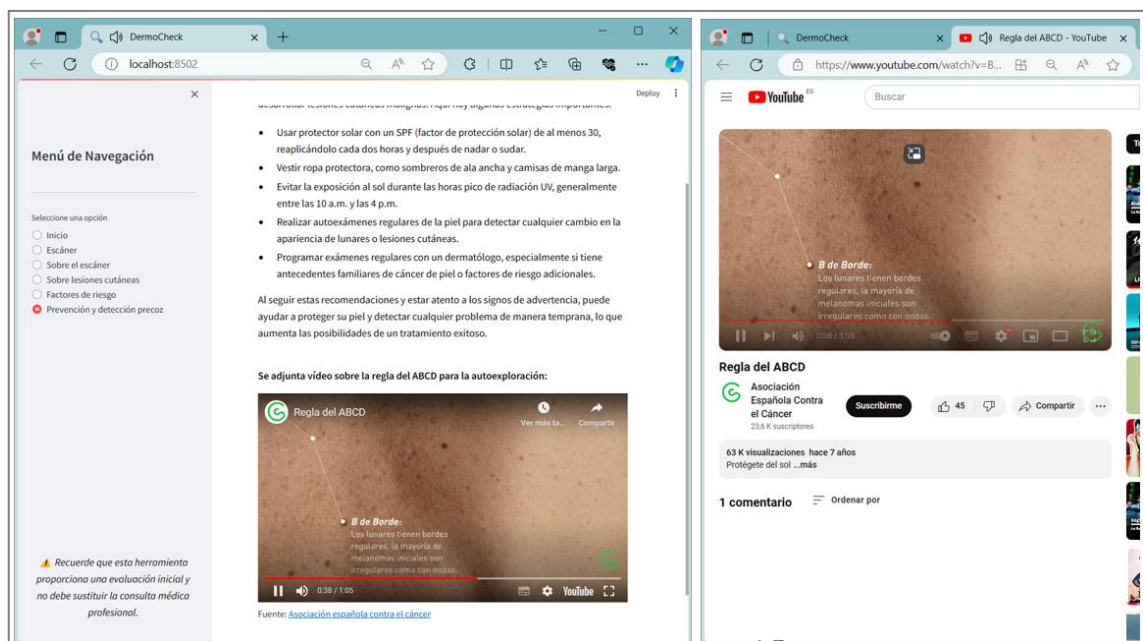 DermoCheck
localhost:8502
Deploy
Menú de Navegación
Seleccione una opción
Inicio
Escáner
Sobre el escáner
Sobre lesiones cutáneas
Factores de riesgo
Prevención y detección precoz
⚠ Recuerde que esta herramienta
proporciona una evaluación inicial y
no debe sustituir la consulta médica
profesional.
• Usar protector solar con un SPF (factor de protección solar) de al menos 30,
reaplicándolo cada dos horas y después de nadar o sudar.
• Vestir ropa protectora, como sombreros de ala ancha y camisas de manga larga.
• Evitar la exposición al sol durante las horas pico de radiación UV, generalmente
entre las 10 a.m. y las 4 p.m.
• Realizar autoexámenes regulares de la piel para detectar cualquier cambio en la
apariencia de lunares o lesiones cutáneas.
• Programar exámenes regulares con un dermatólogo, especialmente si tiene
antecedentes familiares de cáncer de piel o factores de riesgo adicionales.
Al seguir estas recomendaciones y estar atento a los signos de advertencia, puede
ayudar a proteger su piel y detectar cualquier problema de manera temprana, lo que
aumenta las posibilidades de un tratamiento exitoso.
Se adjunta vídeo sobre la regla del ABCD para la autoexploración:
Regla del ABCD
Ver más ta... Compartir
B de Borde:
Los lunares tienen bordes
regulares, la mayoría de
melanomas iniciales son
irregulares como con ondas.
0:38 / 1:05
YouTube
Fuente: Asociación española contra el cáncer
DermoCheck
Regla del ABCD - YouTube
https://www.youtube.com/watch?v=B...
YouTube ES
Buscar
B de Borde:
Los lunares tienen bordes
regulares, la mayoría de
melanomas iniciales son
irregulares como con ondas.
0:38 / 1:05
Regla del ABCD
Asociación
Española Contra
el Cáncer
23,6 K suscriptores
Suscribirme
45
Compartir
63 K visualizaciones hace 7 años
Protégete del sol ...más
1 comentario
Ordenar por